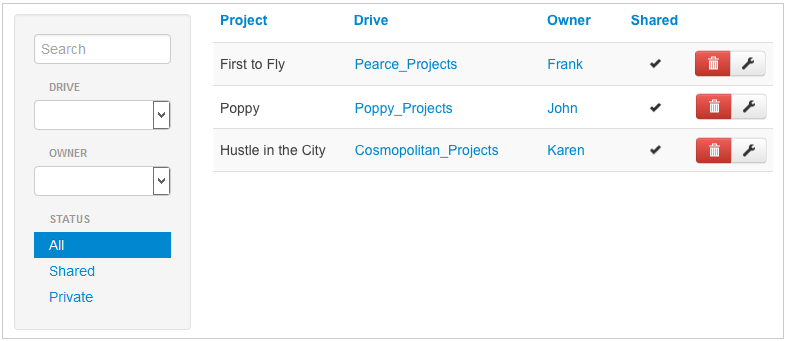 Search
DRIVE
OWNER
STATUS
All
Shared
Private
Project Drive Owner Shared
First to Fly Pearce_Projects Frank
Poppy Poppy_Projects John
Hustle in the City Cosmopolitan_Projects Karen